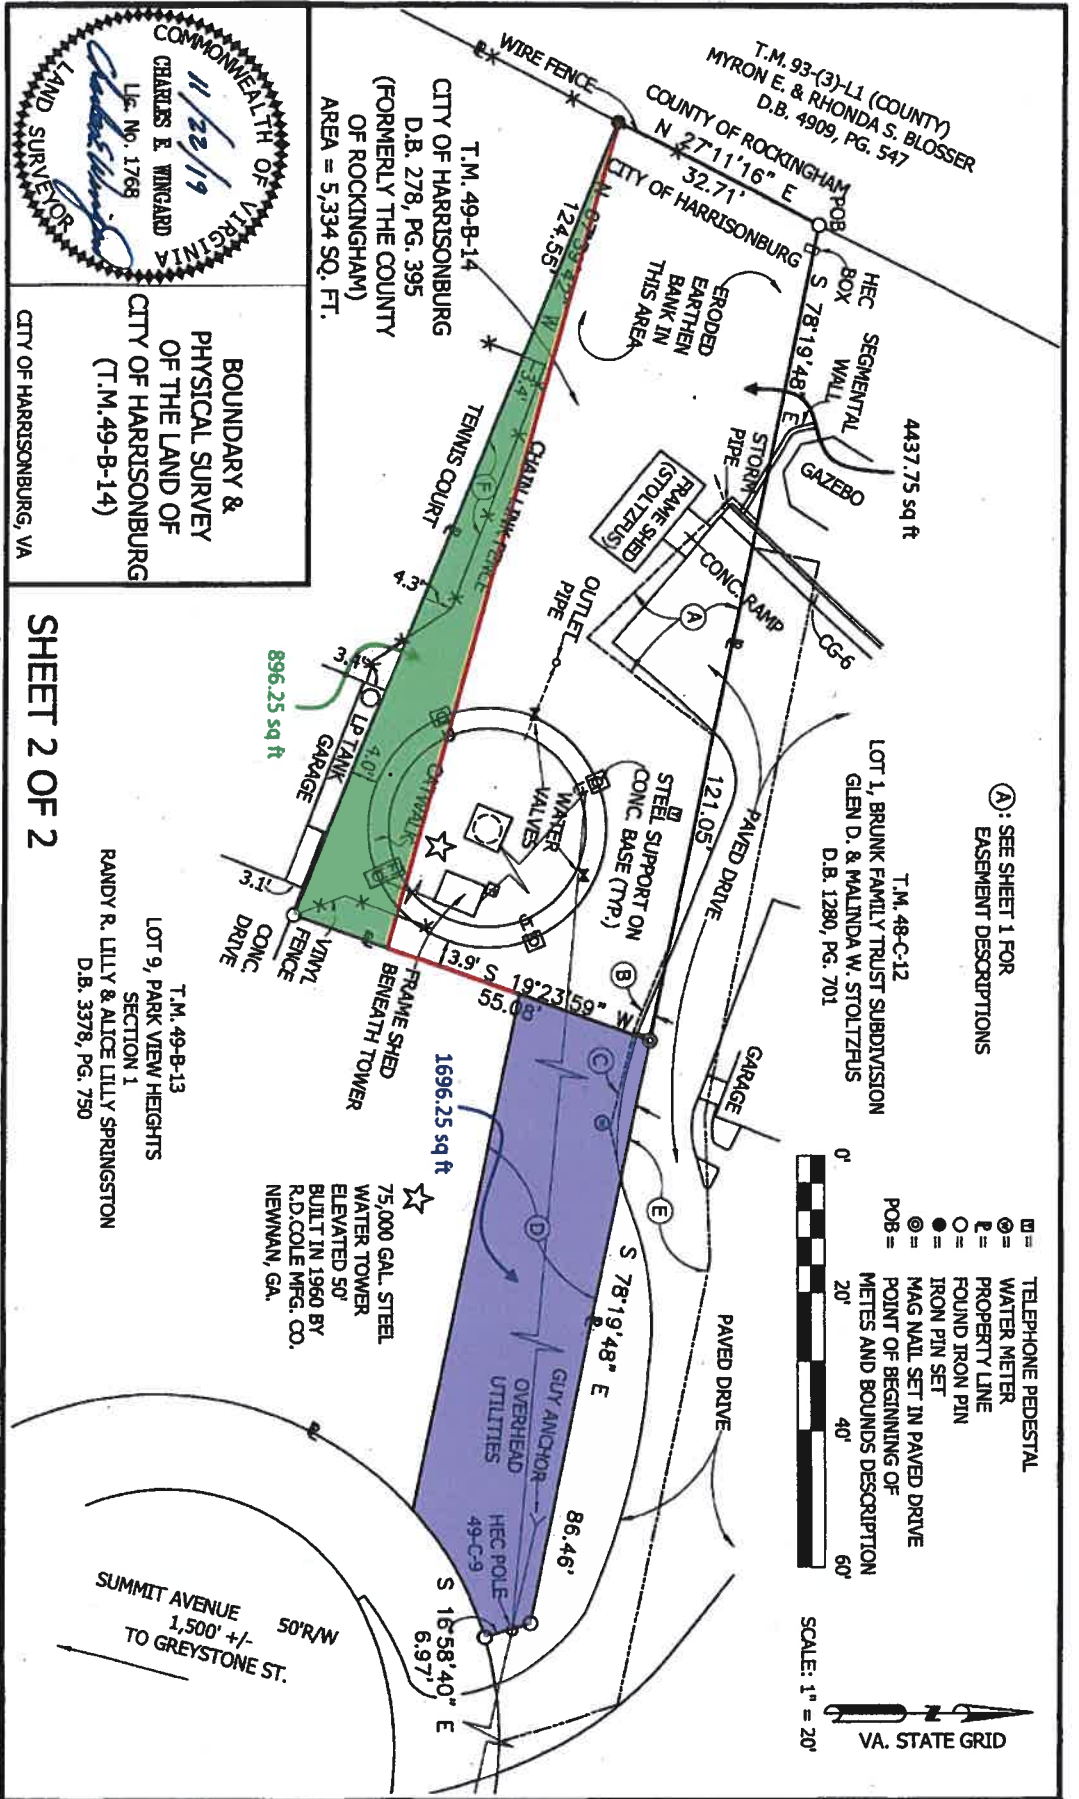 T.M. 93-(3)-L1 (COUNTY)
MYRON E. & RHONDA S. BLOSSER
D.B. 4909, PG. 547
WIRE FENCE
COUNTY OF ROCKINGHAM
N 27°11'16" E
32.71'
CITY OF HARRISONBURG
POB
HEC
BOX
S 78°19'48" E
SEGMENTAL
WALL
4437.75 sq ft
GAZEBO
STORM
PIPE
FRAME SHED
(STOLTZFUS)
CONC. RAMP
CG-6
A
ERODED
EARTHEN
BANK IN
THIS AREA
124.55'
3.4'
CHAIN LINK FENCE
F
TENNIS COURT
4.3'
OUTLET
PIPE
121.05'
PAVED DRIVE
STEEL SUPPORT ON
CONC. BASE (TYP.)
WATER
VALVES
CATWALK
3.4'
LP TANK
4.0'
GARAGE
896.25 sq ft
3.1'
CONC.
DRIVE
VINYL
FENCE
3.9'
S 19°23'59" W
55.08'
FRAME SHED
BENEATH TOWER
B
C
D
E
GARAGE
1696.25 sq ft
S 78°19'48" E
86.46'
PAVED DRIVE
GUY ANCHOR
OVERHEAD
UTILITIES
HEC POLE
49-C-9
S 16°58'40" E
6.97'
SUMMIT AVENUE
50'R/W
1,500' +/-
TO GREYSTONE ST.
T.M. 49-B-14
CITY OF HARRISONBURG
D.B. 278, PG. 395
(FORMERLY THE COUNTY
OF ROCKINGHAM)
AREA = 5,334 SQ. FT.
A: SEE SHEET 1 FOR
EASEMENT DESCRIPTIONS
T.M. 48-C-12
LOT 1, BRUNK FAMILY TRUST SUBDIVISION
GLEN D. & MALINDA W. STOLTZFUS
D.B. 1280, PG. 701
T.M. 49-B-13
LOT 9, PARK VIEW HEIGHTS
SECTION 1
RANDY R. LILLY & ALICE LILLY SPRINGSTON
D.B. 3378, PG. 750
75,000 GAL. STEEL
WATER TOWER
ELEVATED 50'
BUILT IN 1960 BY
R.D.COLE MFG. CO.
NEWNAN, GA.
= TELEPHONE PEDESTAL
= WATER METER
= PROPERTY LINE
= FOUND IRON PIN
= IRON PIN SET
= MAG NAIL SET IN PAVED DRIVE
POB = POINT OF BEGINNING OF
METES AND BOUNDS DESCRIPTION
0' 20' 40' 60'
SCALE: 1" = 20'
N
VA. STATE GRID
COMMONWEALTH OF VIRGINIA
11/22/19
CHARLES E. WINGARD
Lic. No. 1768
LAND SURVEYOR
BOUNDARY &
PHYSICAL SURVEY
OF THE LAND OF
CITY OF HARRISONBURG
(T.M.49-B-14)
CITY OF HARRISONBURG, VA
SHEET 2 OF 2